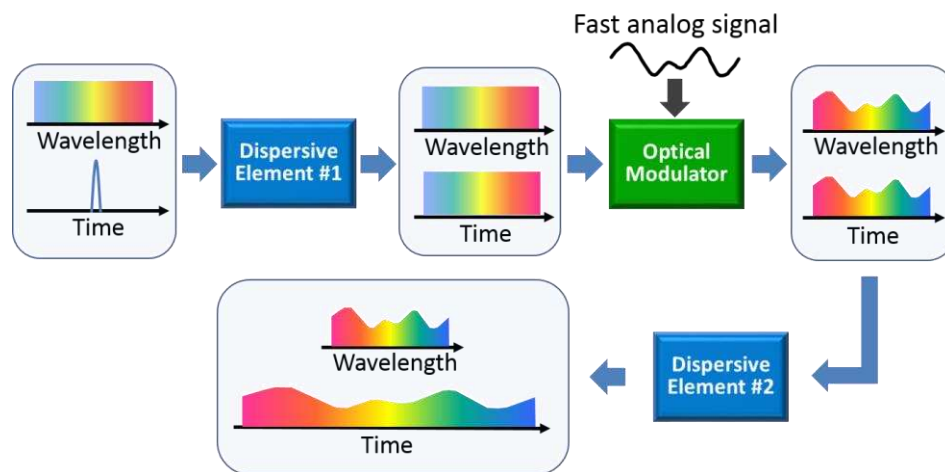 Fast analog signal
Wavelength
Time
Dispersive
Element #1
Wavelength
Time
Optical
Modulator
Wavelength
Time
Wavelength
Time
Dispersive
Element #2